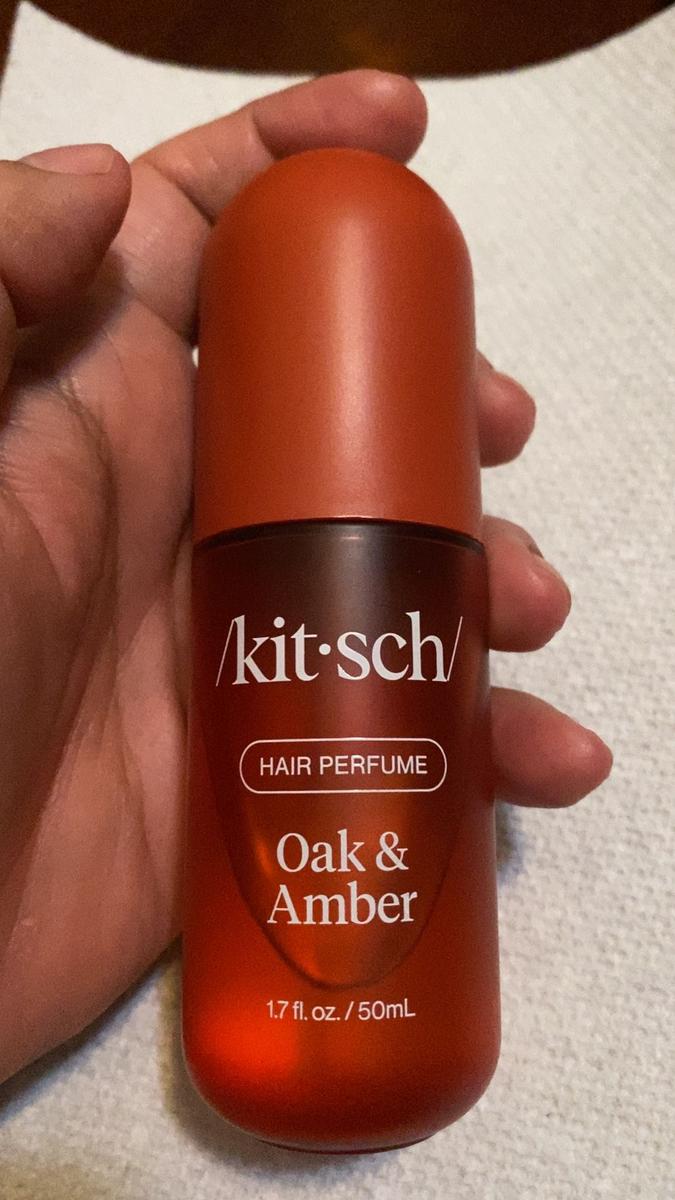 /kit·sch/
HAIR PERFUME
Oak &
Amber
1.7 fl. oz. / 50mL